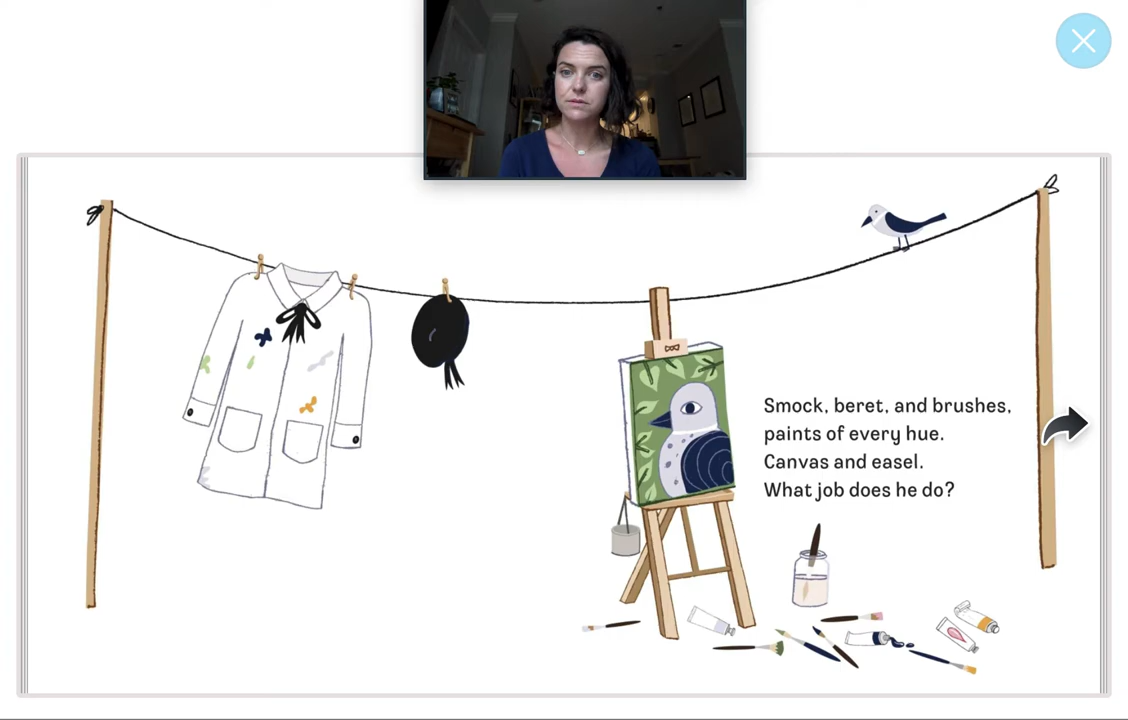 Smock, beret, and brushes,
paints of every hue.
Canvas and easel.
What job does he do?